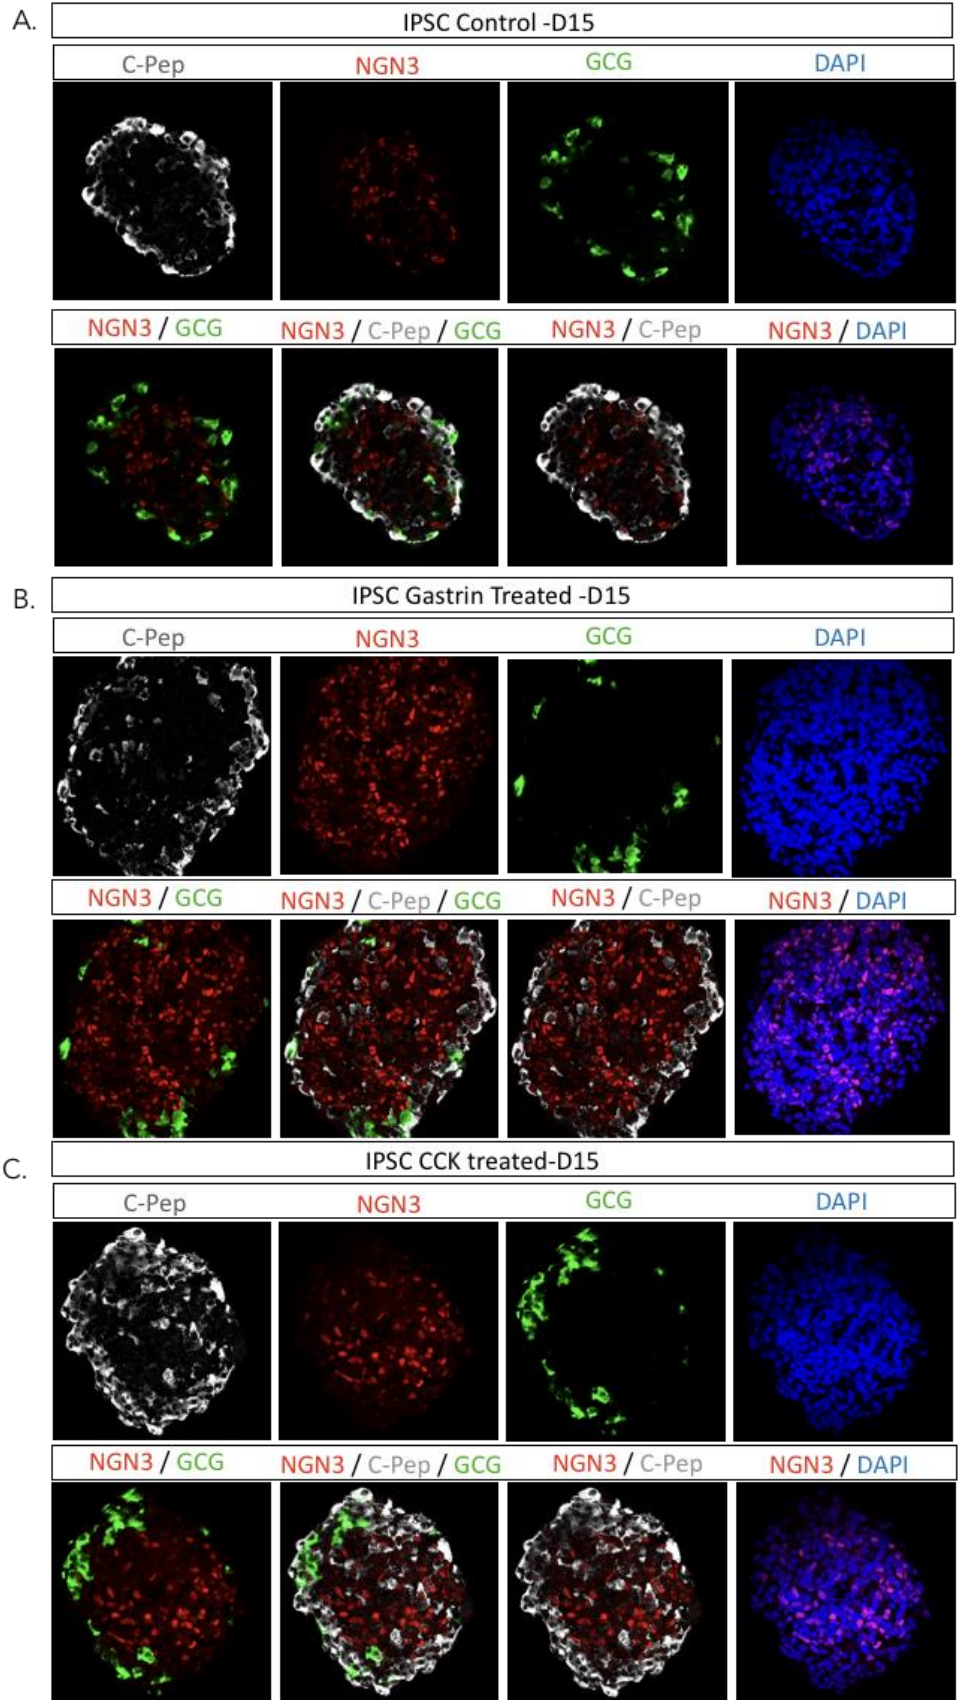 A.
IPSC Control -D15
C-Pep NGN3 GCG DAPI
NGN3 / GCG NGN3 / C-Pep / GCG NGN3 / C-Pep NGN3 / DAPI
B.
IPSC Gastrin Treated -D15
C-Pep NGN3 GCG DAPI
NGN3 / GCG NGN3 / C-Pep / GCG NGN3 / C-Pep NGN3 / DAPI
C.
IPSC CCK treated-D15
C-Pep NGN3 GCG DAPI
NGN3 / GCG NGN3 / C-Pep / GCG NGN3 / C-Pep NGN3 / DAPI